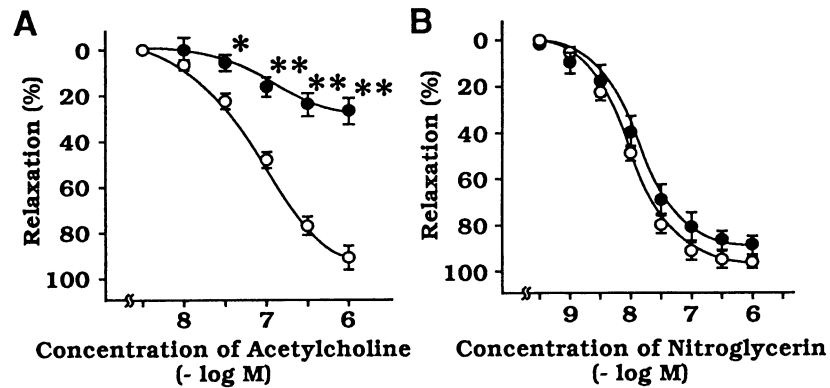 A
Relaxation (%)
0
20
40
60
80
100
*
**
**
**
8
7
6
Concentration of Acetylcholine
(- log M)
B
Relaxation (%)
0
20
40
60
80
100
9
8
7
6
Concentration of Nitroglycerin
(- log M)